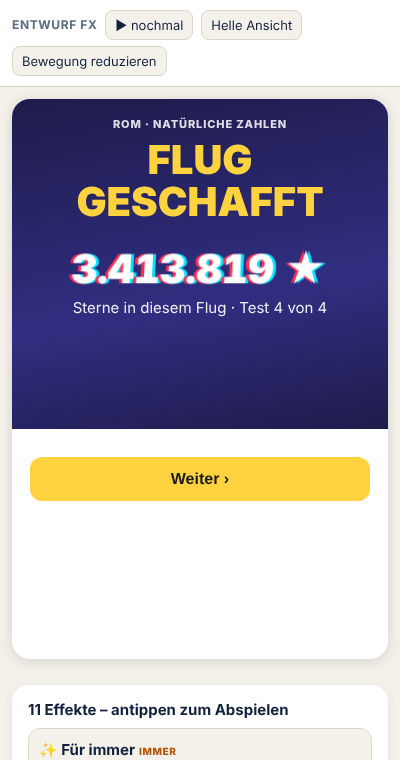 ENTWURF FX ▶ nochmal Helle Ansicht
Bewegung reduzieren
ROM · NATÜRLICHE ZAHLEN
FLUG
GESCHAFFT
3.413.819 ★
Sterne in diesem Flug · Test 4 von 4
Weiter ›
11 Effekte – antippen zum Abspielen
✨ Für immer IMMER